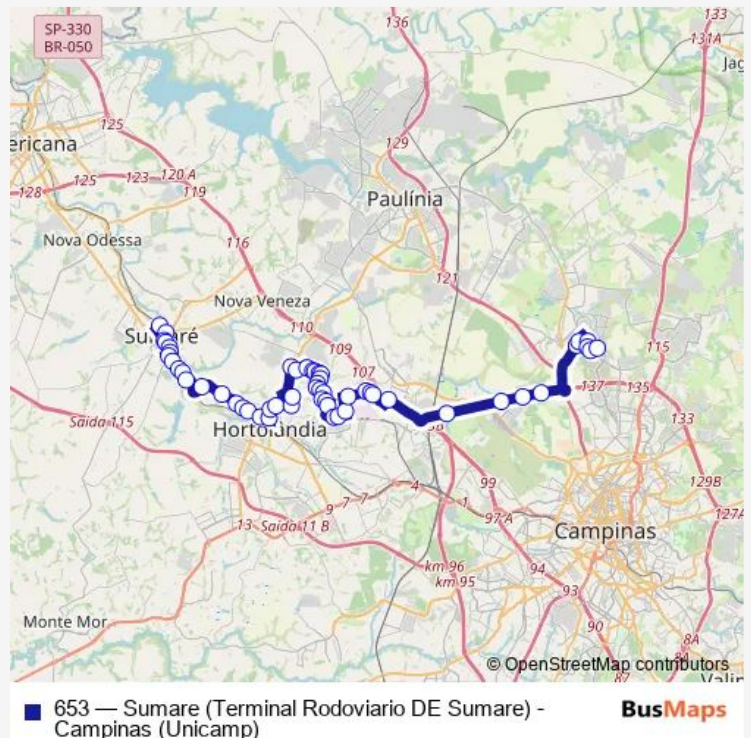 SP-330
BR-050
136
133
131A
Jag
125
ericana
129
128
125
123
120 A
119
Paulínia
Nova Odessa
116
121
Nova Veneza
110
Sumaré
109
107
115
137
135
Saida 115
133
Hortolândia
99
129B
4
1
9
7
7
97 A
127A
13
Saída 11 B
Campinas
km 96
km 95
94
93
Monte Mor
90
8A
© OpenStreetMap contributors
653 — Sumare (Terminal Rodoviario DE Sumare) -
Campinas (Unicamp)
BusMaps